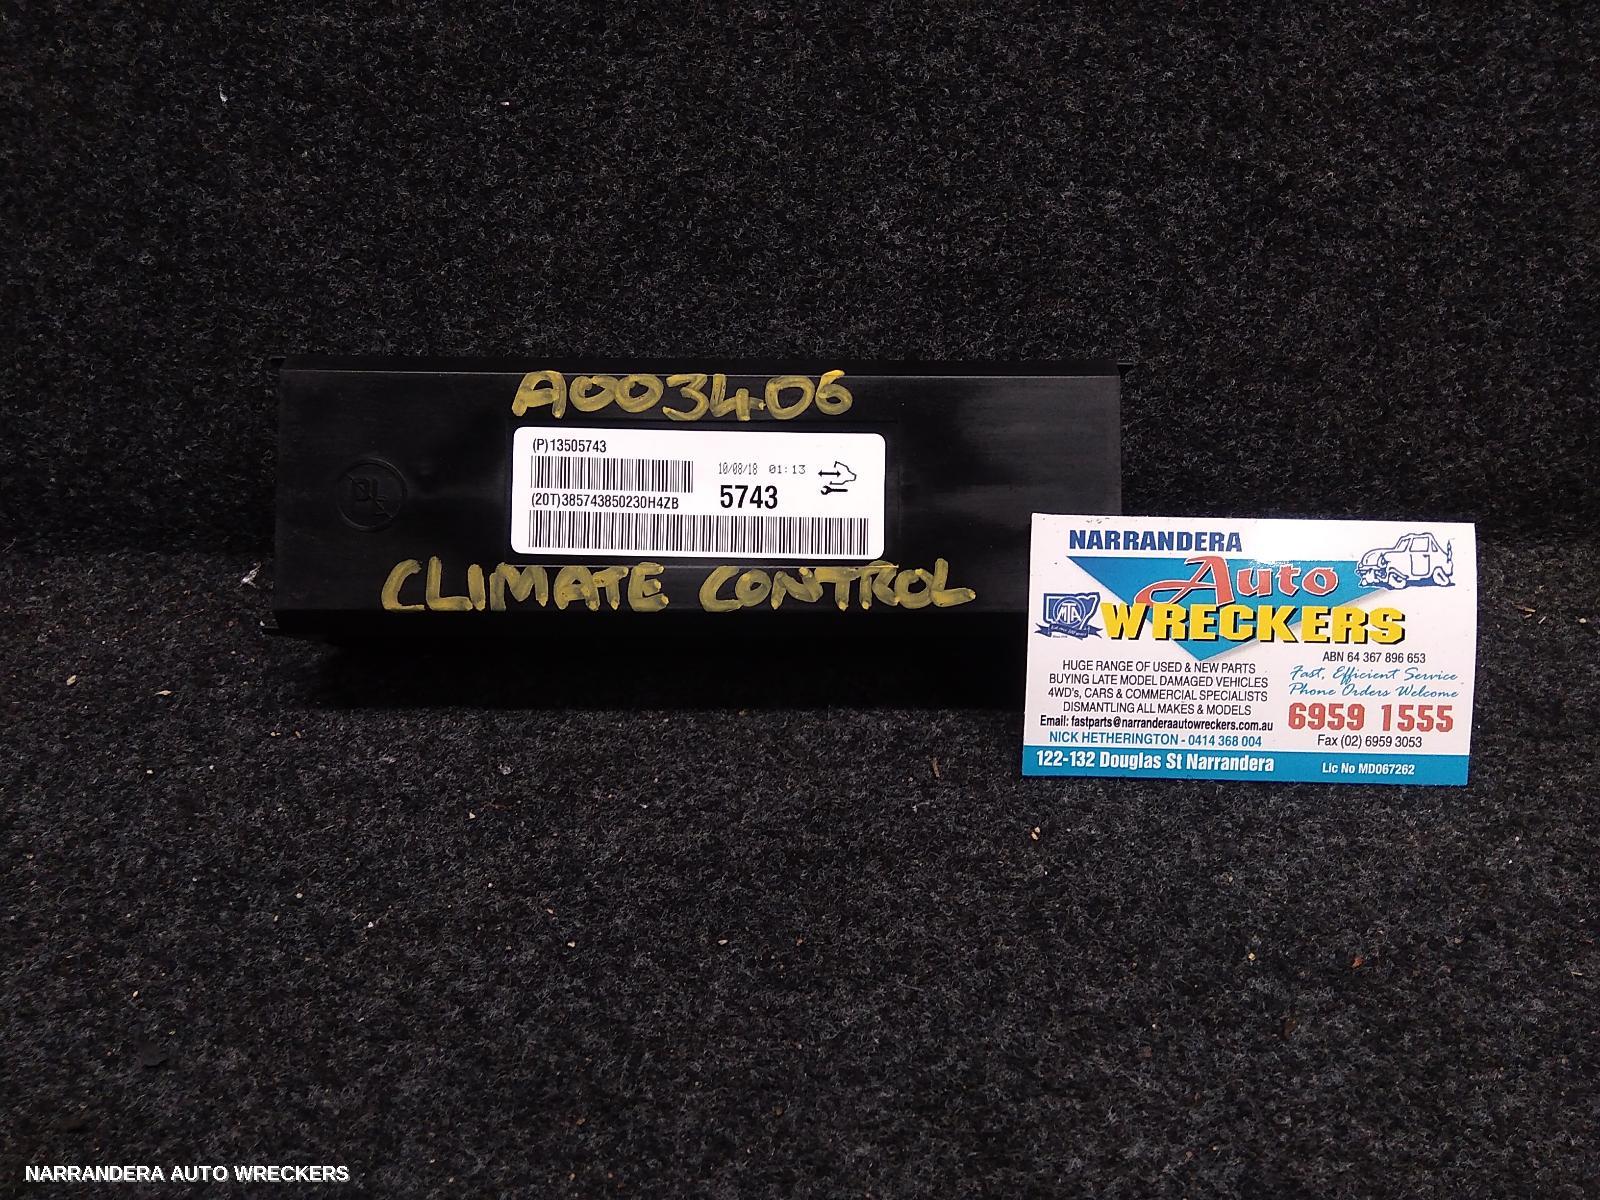 A003406
(P)13505743
10/08/18 01:13
(20T)385743850230H4ZB
5743
CLIMATE CONTROL
NARRANDERA
Auto
WRECKERS
MTA
ABN 64 367 896 653
HUGE RANGE OF USED & NEW PARTS
BUYING LATE MODEL DAMAGED VEHICLES
4WD's, CARS & COMMERCIAL SPECIALISTS
DISMANTLING ALL MAKES & MODELS
Email: fastparts@narranderaautowreckers.com.au
NICK HETHERINGTON - 0414 368 004
Fast, Efficient Service
Phone Orders Welcome
6959 1555
Fax (02) 6959 3053
122-132 Douglas St Narrandera
Lic No MD067262
NARRANDERA AUTO WRECKERS